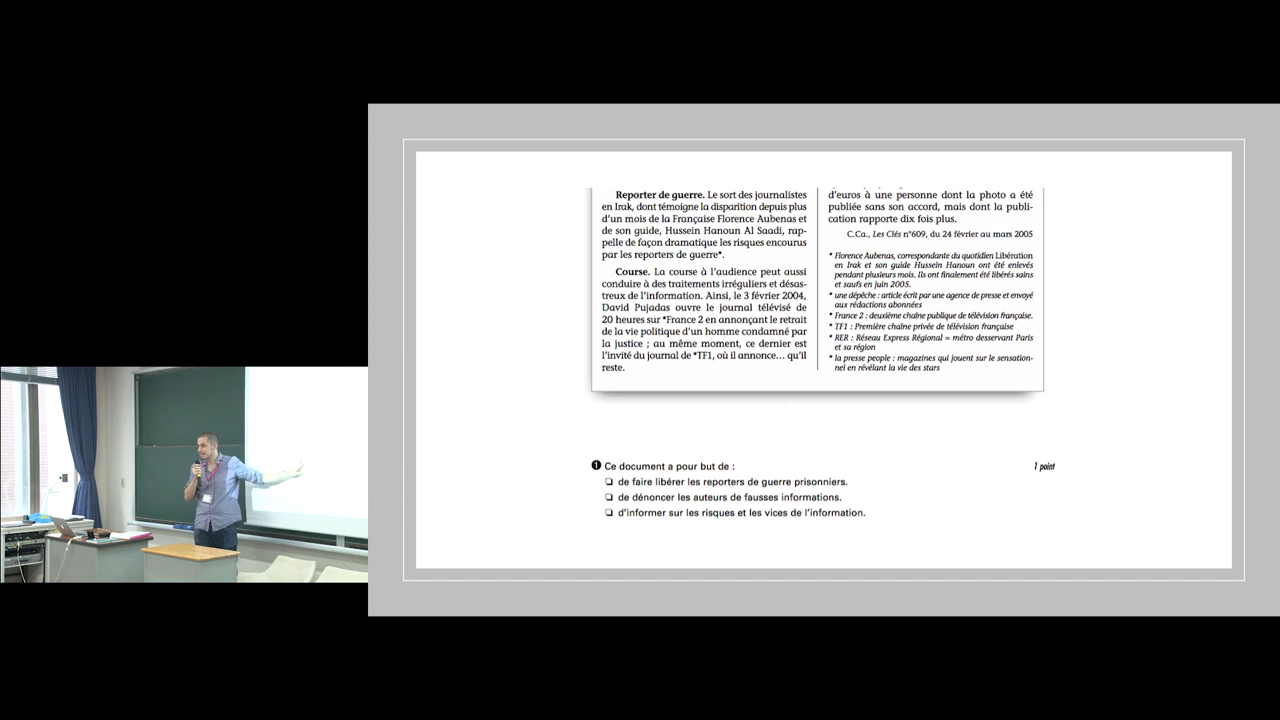 Reporter de guerre. Le sort des journalistes
en Irak, dont témoigne la disparition depuis plus
d'un mois de la Française Florence Aubenas et
de son guide, Hussein Hanoun Al Saadi, rap-
pelle de façon dramatique les risques encourus
par les reporters de guerre*.
Course. La course à l'audience peut aussi
conduire à des traitements irréguliers et désas-
treux de l'information. Ainsi, le 3 février 2004,
David Pujadas ouvre le journal télévisé de
20 heures sur *France 2 en annonçant le retrait
de la vie politique d'un homme condamné par
la justice ; au même moment, ce dernier est
l'invité du journal de *TF1, où il annonce... qu'il
reste.
d'euros à une personne dont la photo a été
publiée sans son accord, mais dont la publi-
cation rapporte dix fois plus.
C.Ca., Les Clés n°609, du 24 février au mars 2005
* Florence Aubenas, correspondante du quotidien Libération
en Irak et son guide Hussein Hanoun ont été enlevés
pendant plusieurs mois. Ils ont finalement été libérés sains
et saufs en juin 2005.
* une dépêche : article écrit par une agence de presse et envoyé
aux rédactions abonnées
* France 2 : deuxième chaîne publique de télévision française.
* TF1 : Première chaîne privée de télévision française
* RER : Réseau Express Régional = métro desservant Paris
et sa région
* la presse people : magazines qui jouent sur le sensation-
nel en révélant la vie des stars
1 Ce document a pour but de : 1 point
❑ de faire libérer les reporters de guerre prisonniers.
❑ de dénoncer les auteurs de fausses informations.
❑ d'informer sur les risques et les vices de l'information.